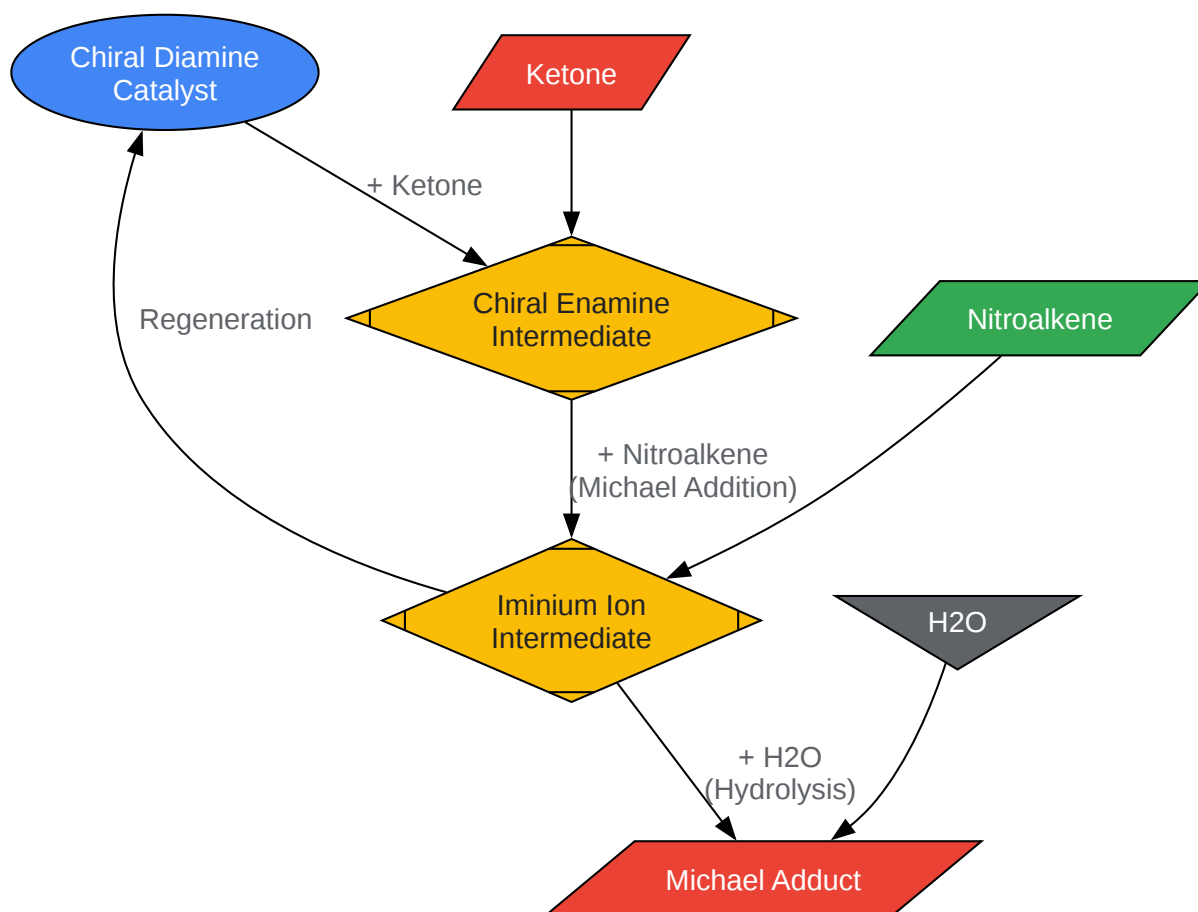 Chiral Diamine
Catalyst
Ketone
+ Ketone
Chiral Enamine
Intermediate
Regeneration
Nitroalkene
+ Nitroalkene
(Michael Addition)
Iminium Ion
Intermediate
H2O
+ H2O
(Hydrolysis)
Michael Adduct